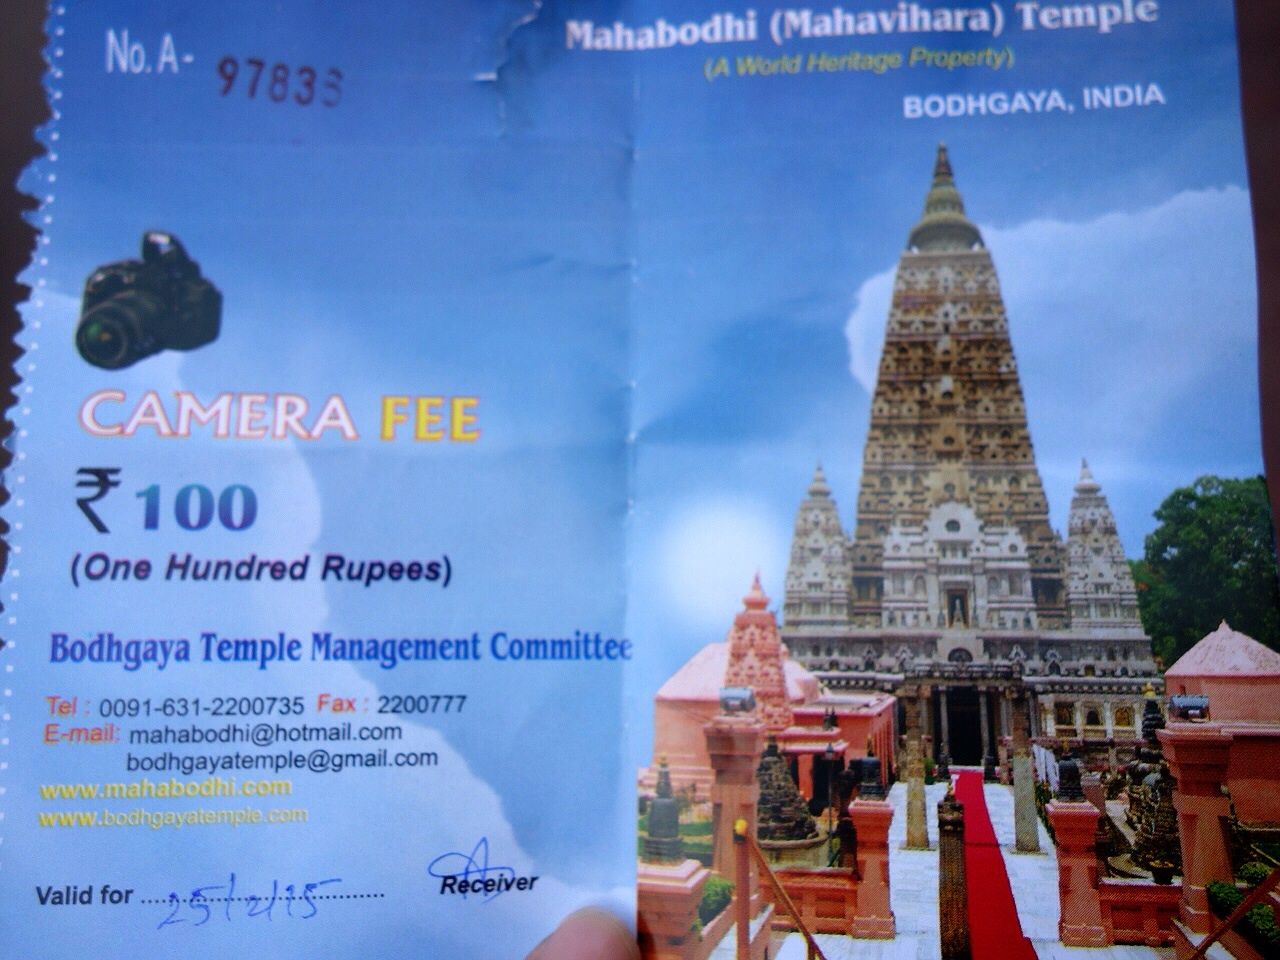 No. A-
Mahabodhi (Mahavihara) Temple
(A World Heritage Property)
BODHGAYA, INDIA
CAMERA FEE
₹ 100
(One Hundred Rupees)
Bodhgaya Temple Management Committee
Tel : 0091-631-2200735 Fax : 2200777
E-mail: mahabodhi@hotmail.com
bodhgayatemple@gmail.com
www.mahabodhi.com
www.bodhgayatemple.com
Valid for 25/2/15
Receiver